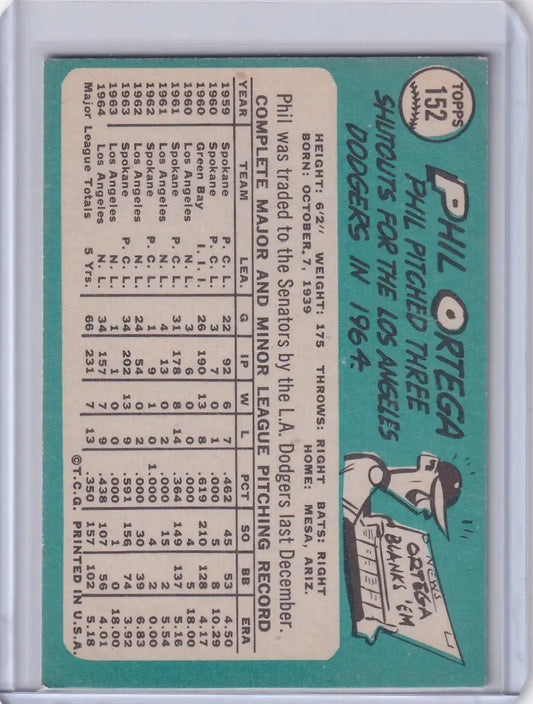 TOPPS
152
PHIL ORTEGA
PHIL PITCHED THREE
SHUTOUTS FOR THE LOS ANGELES
DODGERS IN 1964.
NEWS
ORTEGA
BLANKS 'EM
HEIGHT: 6'2" WEIGHT: 175 THROWS: RIGHT BATS: RIGHT
BORN: OCTOBER 7, 1939 HOME: MESA, ARIZ.
Phil was traded to the Senators by the L.A. Dodgers last December.
COMPLETE MAJOR AND MINOR LEAGUE PITCHING RECORD
YEAR TEAM LEA G IP W L PCT SO BB ERA
1959 Spokane P. C. L. 22 92 6 7 .462 45 53 4.50
1960 Spokane P. C. L. 3 7 0 1 .000 5 8 10.29
1960 Green Bay I. I. I. 26 190 13 8 .619 210 128 4.17
1960 Los Angeles N. L. 3 6 0 0 .000 4 5 18.00
1961 Spokane P. C. L. 31 178 8 14 .364 149 137 5.16
1961 Los Angeles N. L. 4 13 0 2 .000 15 2 5.54
1962 Spokane P. C. L. 1 9 1 0 1.000 4 2 0.00
1962 Los Angeles N. L. 24 54 0 2 .000 30 39 6.83
1963 Spokane P. C. L. 34 202 13 9 .591 156 74 3.92
1963 Los Angeles N. L. 1 1 0 0 .000 1 0 18.00
1964 Los Angeles N. L. 34 157 7 9 .438 107 56 4.01
Major League Totals 5 Yrs. 66 231 7 13 .350 157 102 5.18
©T.C.G. PRINTED IN U.S.A.